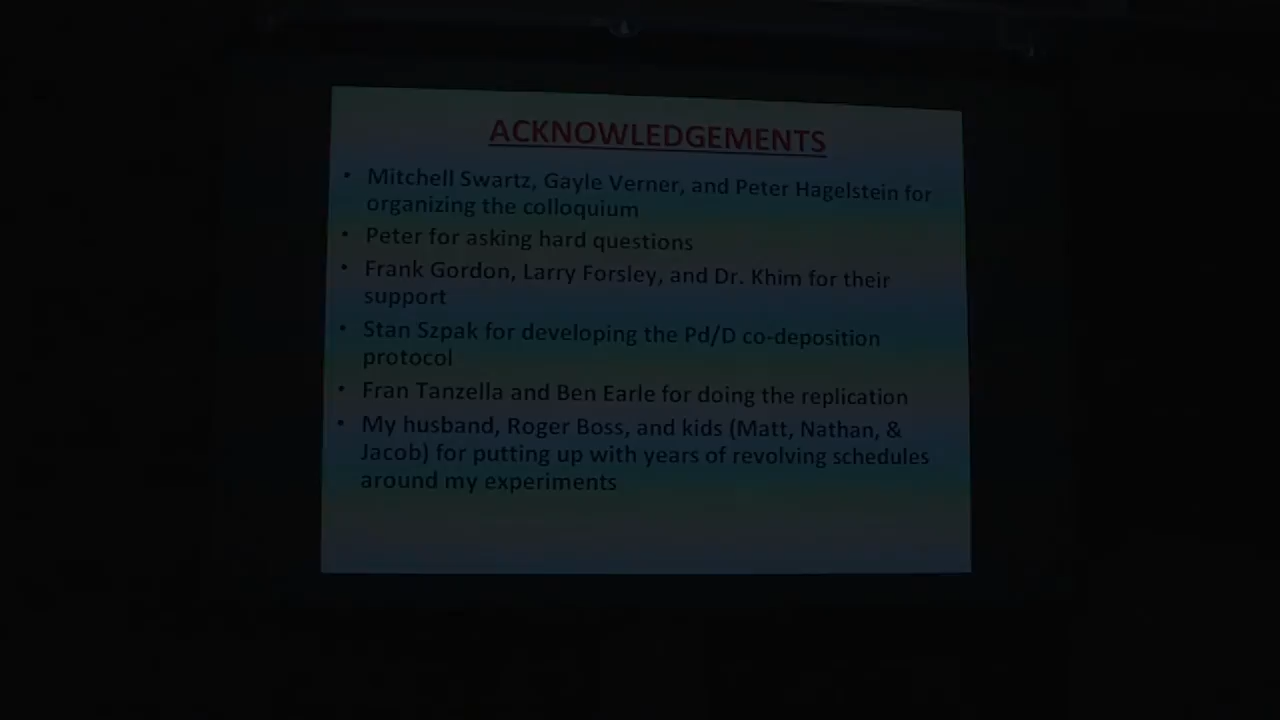 ACKNOWLEDGEMENTS
• Mitchell Swartz, Gayle Verner, and Peter Hagelstein for
organizing the colloquium
• Peter for asking hard questions
• Frank Gordon, Larry Forsley, and Dr. Khim for their
support
• Stan Szpak for developing the Pd/D co-deposition
protocol
• Fran Tanzella and Ben Earle for doing the replication
• My husband, Roger Boss, and kids (Matt, Nathan, &
Jacob) for putting up with years of revolving schedules
around my experiments